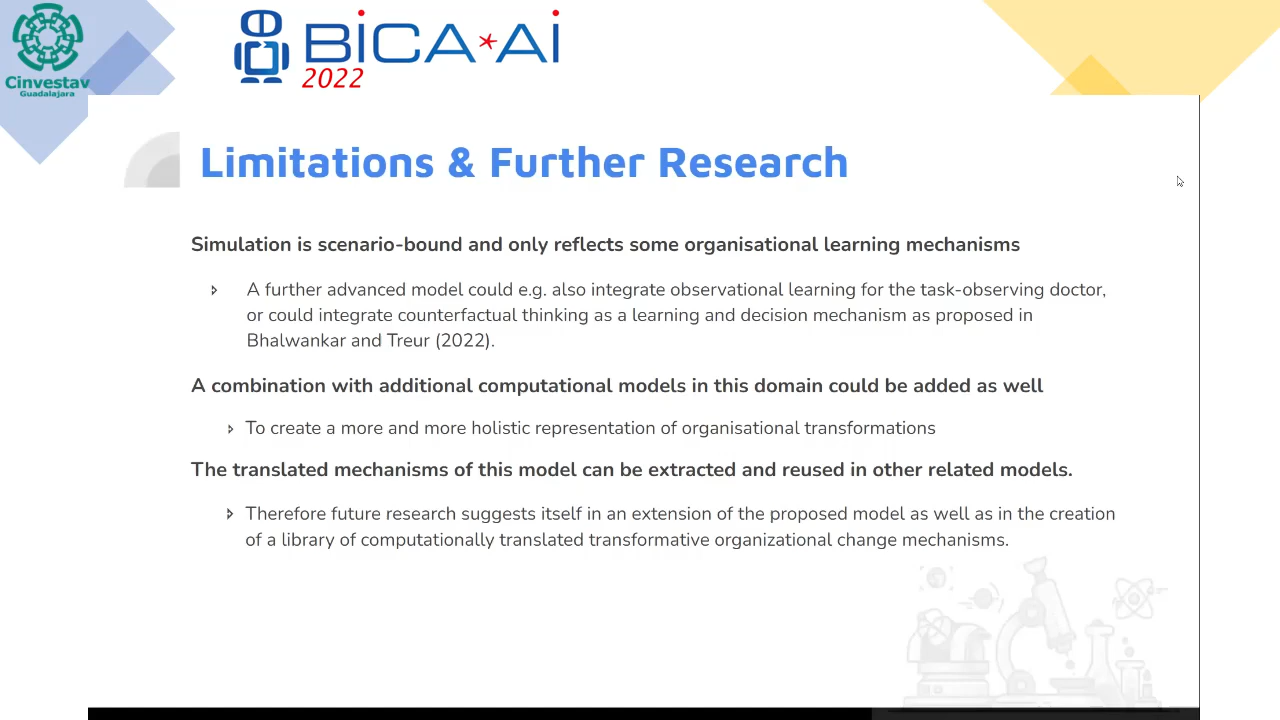 Cinvestav
Guadalajara
BiCA*Ai
2022
Limitations & Further Research
Simulation is scenario-bound and only reflects some organisational learning mechanisms
A further advanced model could e.g. also integrate observational learning for the task-observing doctor,
or could integrate counterfactual thinking as a learning and decision mechanism as proposed in
Bhalwankar and Treur (2022).
A combination with additional computational models in this domain could be added as well
To create a more and more holistic representation of organisational transformations
The translated mechanisms of this model can be extracted and reused in other related models.
Therefore future research suggests itself in an extension of the proposed model as well as in the creation
of a library of computationally translated transformative organizational change mechanisms.